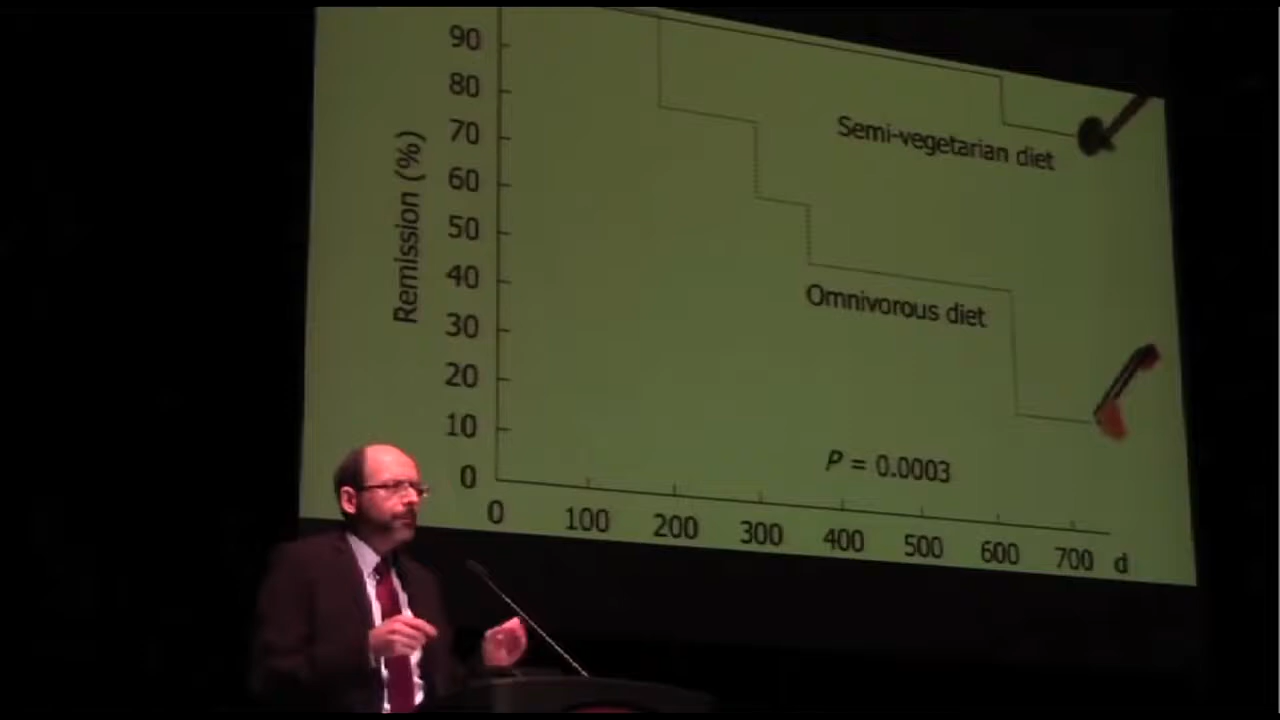 90
80
70
60
50
40
30
20
10
0
Remission (%)
Semi-vegetarian diet
Omnivorous diet
P = 0.0003
0 100 200 300 400 500 600 700 d